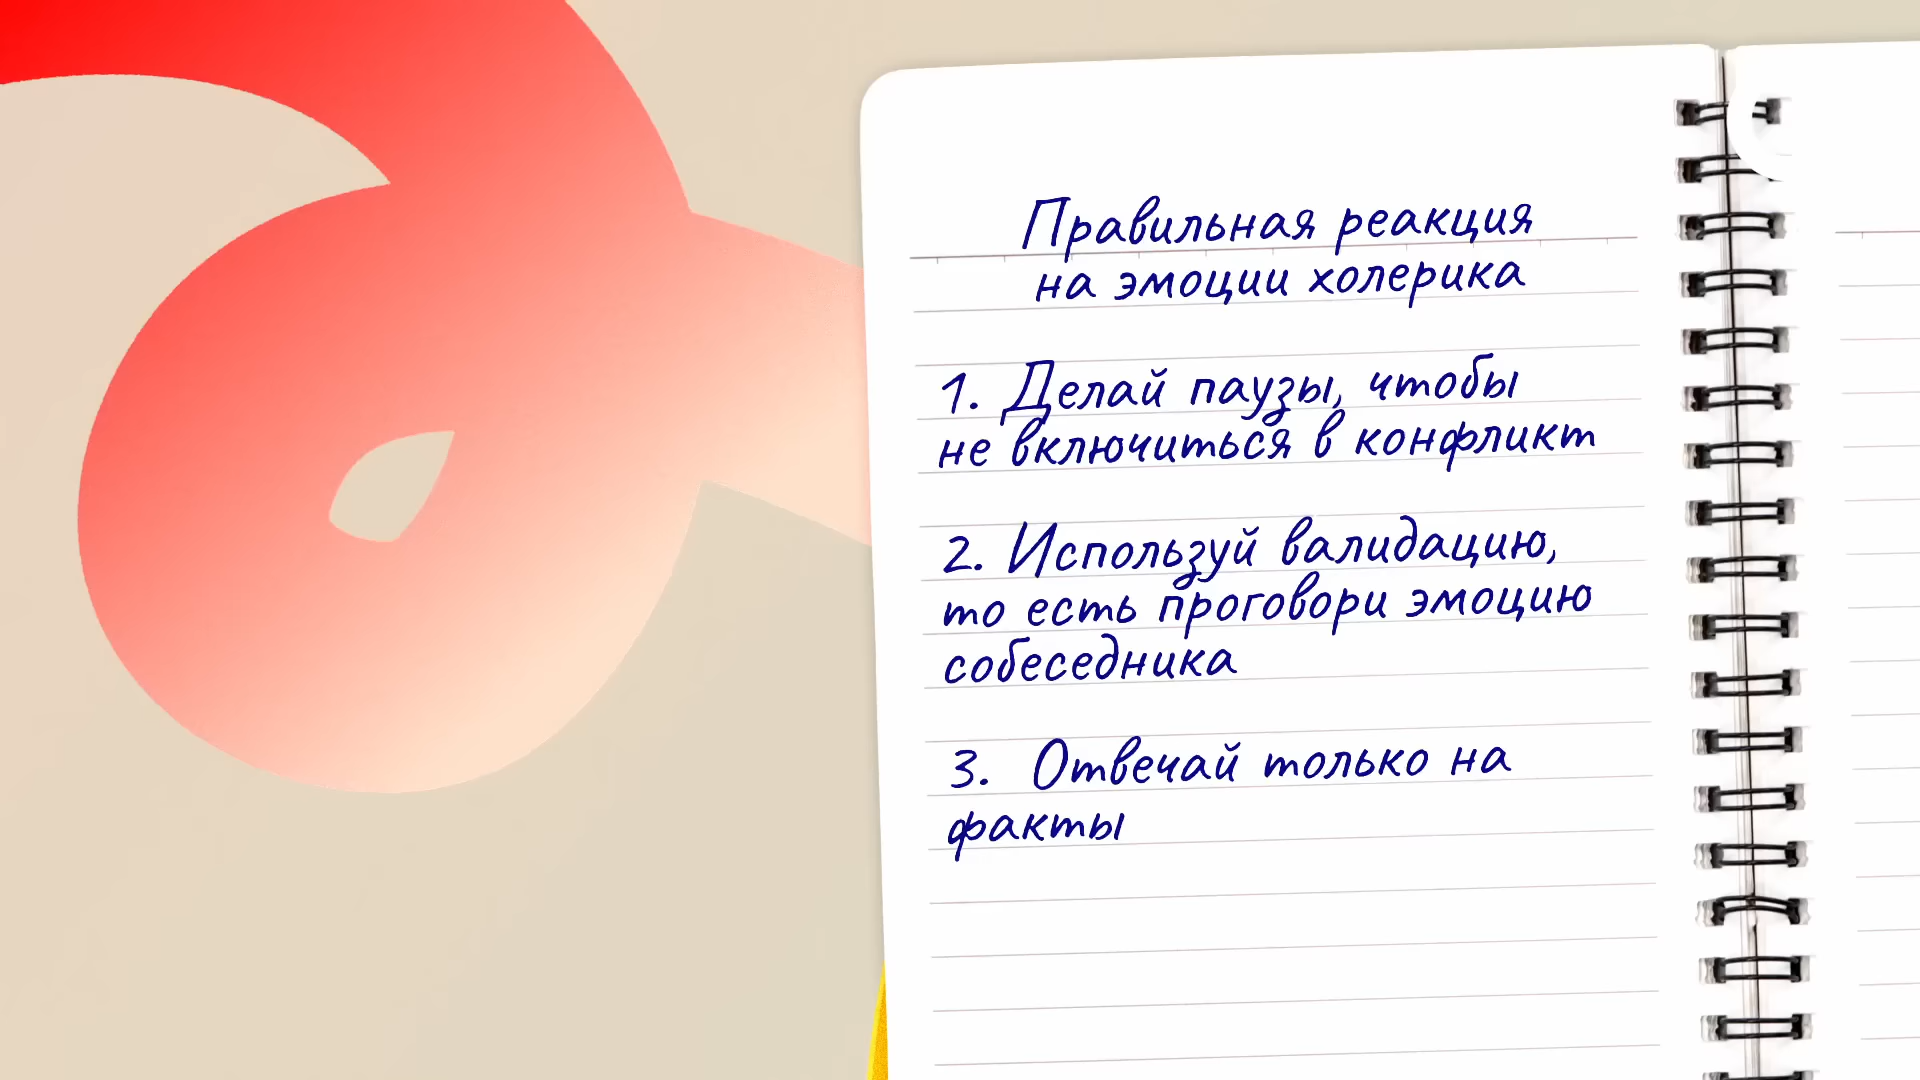 Правильная реакция
на эмоции холерика
1. Делай паузы, чтобы
не включиться в конфликт
2. Используй валидацию,
то есть проговори эмоцию
собеседника
3. Отвечай только на
факты